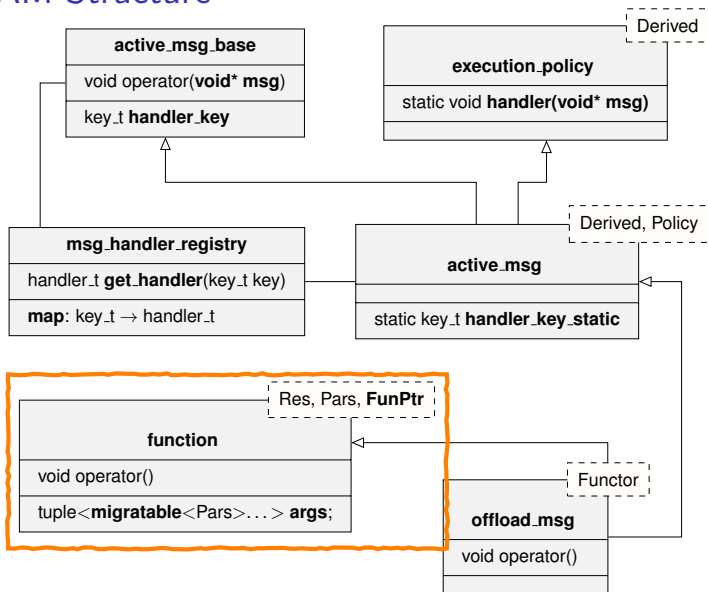 AM Structure
active_msg_base
void operator(void* msg)
key_t handler_key
Derived
execution_policy
static void handler(void* msg)
msg_handler_registry
handler_t get_handler(key_t key)
map: key_t → handler_t
Derived, Policy
active_msg
static key_t handler_key_static
Res, Pars, FunPtr
function
void operator()
tuple<migratable<Pars>...> args;
Functor
offload_msg
void operator()